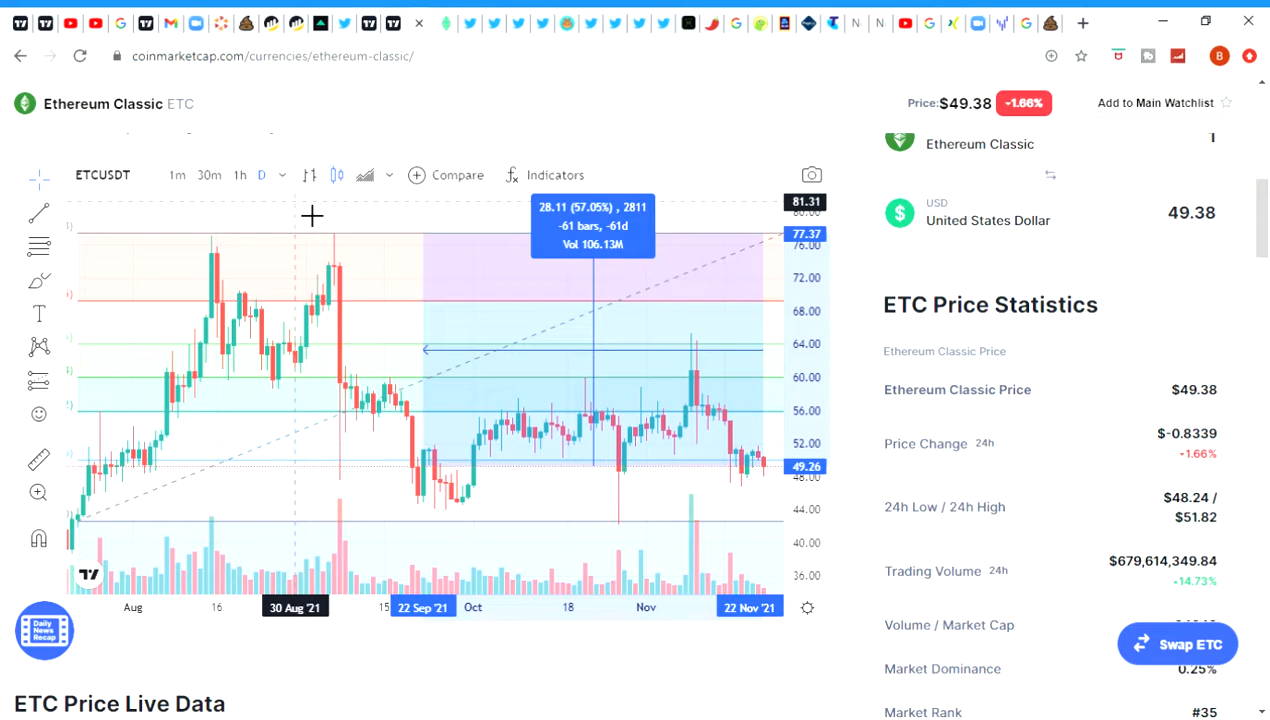 coinmarketcap.com/currencies/ethereum-classic/
B
Ethereum Classic ETC
Price: $49.38 -1.66%
Add to Main Watchlist
ETCUSDT 1m 30m 1h D Compare Indicators
Ethereum Classic
USD
United States Dollar
49.38
28.11 (57.05%) , 2811
-61 bars, -61d
Vol 106.13M
81.31
80.00
77.37
76.00
72.00
68.00
64.00
60.00
56.00
52.00
49.26
48.00
44.00
40.00
36.00
Aug 16 30 Aug '21 15 22 Sep '21 Oct 18 Nov 22 Nov '21
Daily
News
Recap
ETC Price Live Data
ETC Price Statistics
Ethereum Classic Price
Ethereum Classic Price $49.38
Price Change 24h $-0.8339
-1.66%
24h Low / 24h High $48.24 /
$51.82
Trading Volume 24h $679,614,349.84
-14.73%
Volume / Market Cap
Swap ETC
Market Dominance 0.25%
Market Rank #35